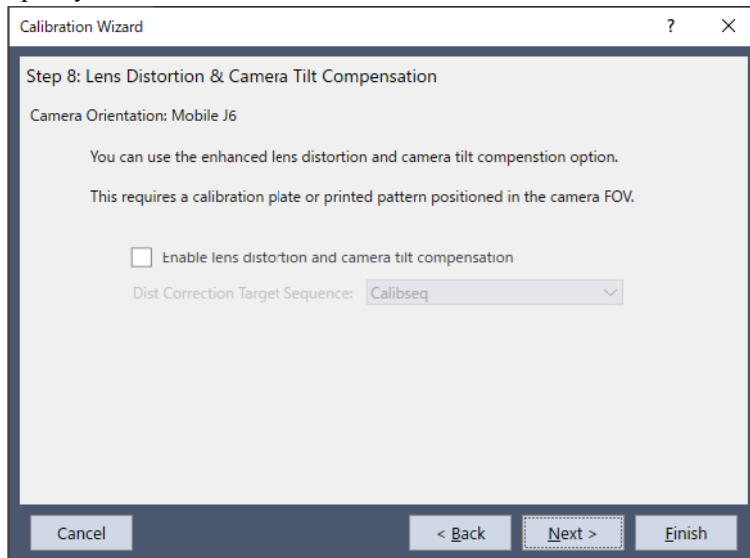 Calibration Wizard ? ×
Step 8: Lens Distortion & Camera Tilt Compensation
Camera Orientation: Mobile J6
You can use the enhanced lens distortion and camera tilt compenstion option.
This requires a calibration plate or printed pattern positioned in the camera FOV.
Enable lens distortion and camera tilt compensation
Dist Correction Target Sequence: Calibseq
Cancel < Back Next > Finish